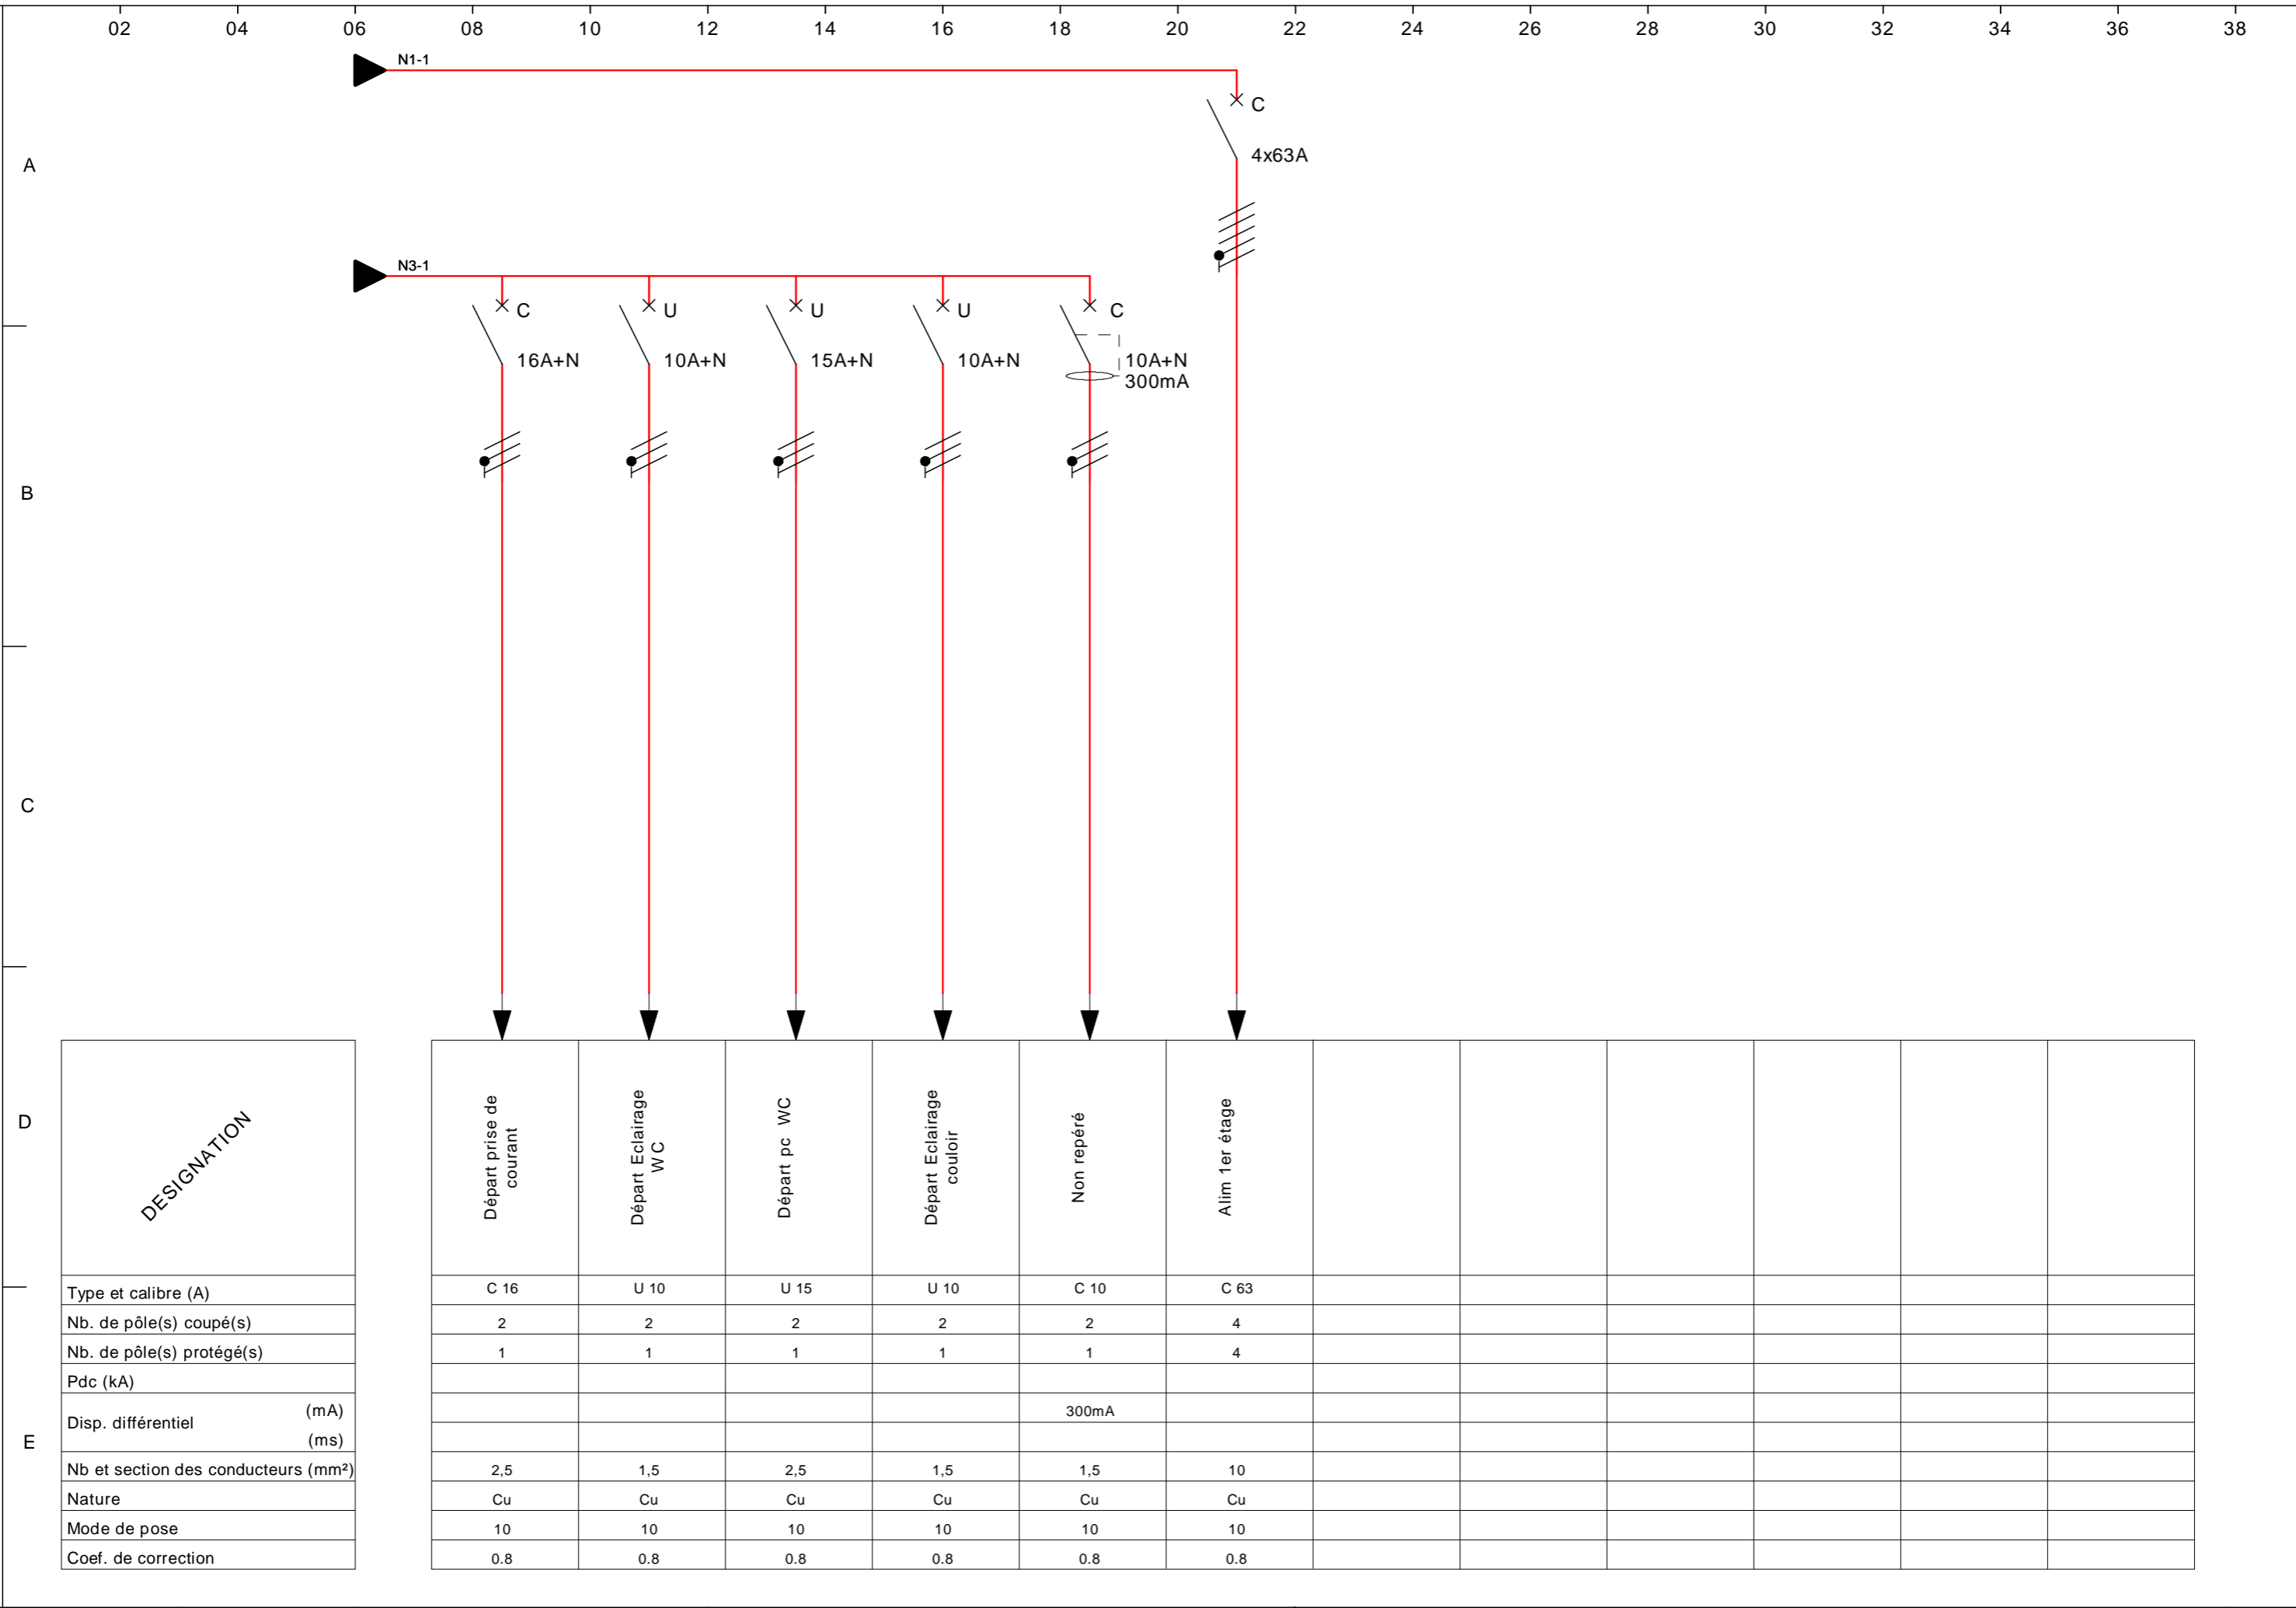 02 04 06 08 10 12 14 16 18 20 22 24 26 28 30 32 34 36 38
N1-1
C
A
4x63A
N3-1
C U U U C
16A+N 10A+N 15A+N 10A+N 10A+N
300mA
B
C
D
DESIGNATION
Départ prise de
courant
Départ Eclairage
WC
Départ pc WC
Départ Eclairage
couloir
Non repéré
Alim 1er étage
Type et calibre (A) C 16 U 10 U 15 U 10 C 10 C 63
Nb. de pôle(s) coupé(s) 2 2 2 2 2 4
Nb. de pôle(s) protégé(s) 1 1 1 1 1 4
Pdc (kA)
Disp. différentiel (mA) 300mA
(ms)
E
Nb et section des conducteurs (mm²) 2,5 1,5 2,5 1,5 1,5 10
Nature Cu Cu Cu Cu Cu Cu
Mode de pose 10 10 10 10 10 10
Coef. de correction 0.8 0.8 0.8 0.8 0.8 0.8